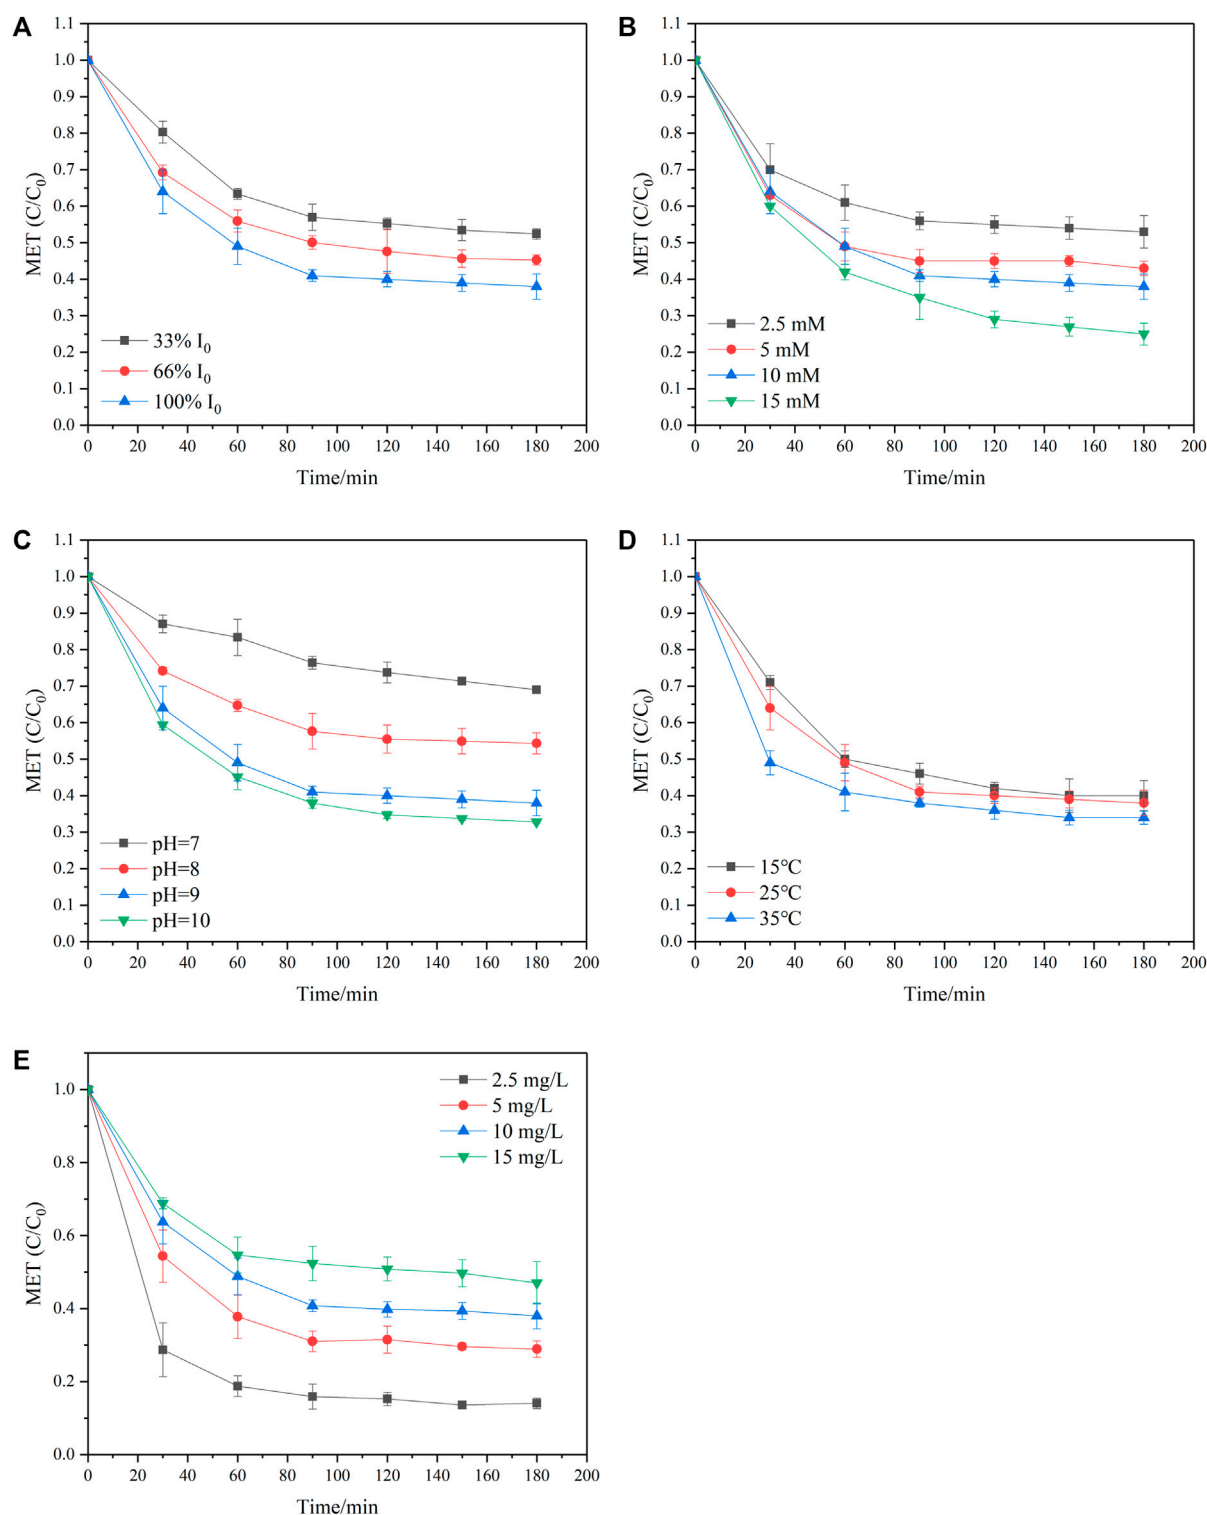 A
MET (C/C0)
1.1
1.0
0.9
0.8
0.7
0.6
0.5
0.4
0.3
0.2
0.1
0.0
33% I0
66% I0
100% I0
0 20 40 60 80 100 120 140 160 180 200
Time/min
B
MET (C/C0)
1.1
1.0
0.9
0.8
0.7
0.6
0.5
0.4
0.3
0.2
0.1
0.0
2.5 mM
5 mM
10 mM
15 mM
0 20 40 60 80 100 120 140 160 180 200
Time/min
C
MET (C/C0)
1.1
1.0
0.9
0.8
0.7
0.6
0.5
0.4
0.3
0.2
0.1
0.0
pH=7
pH=8
pH=9
pH=10
0 20 40 60 80 100 120 140 160 180 200
Time/min
D
MET (C/C0)
1.1
1.0
0.9
0.8
0.7
0.6
0.5
0.4
0.3
0.2
0.1
0.0
15℃
25℃
35℃
0 20 40 60 80 100 120 140 160 180 200
Time/min
E
MET (C/C0)
1.0
0.8
0.6
0.4
0.2
0.0
2.5 mg/L
5 mg/L
10 mg/L
15 mg/L
0 20 40 60 80 100 120 140 160 180 200
Time/min